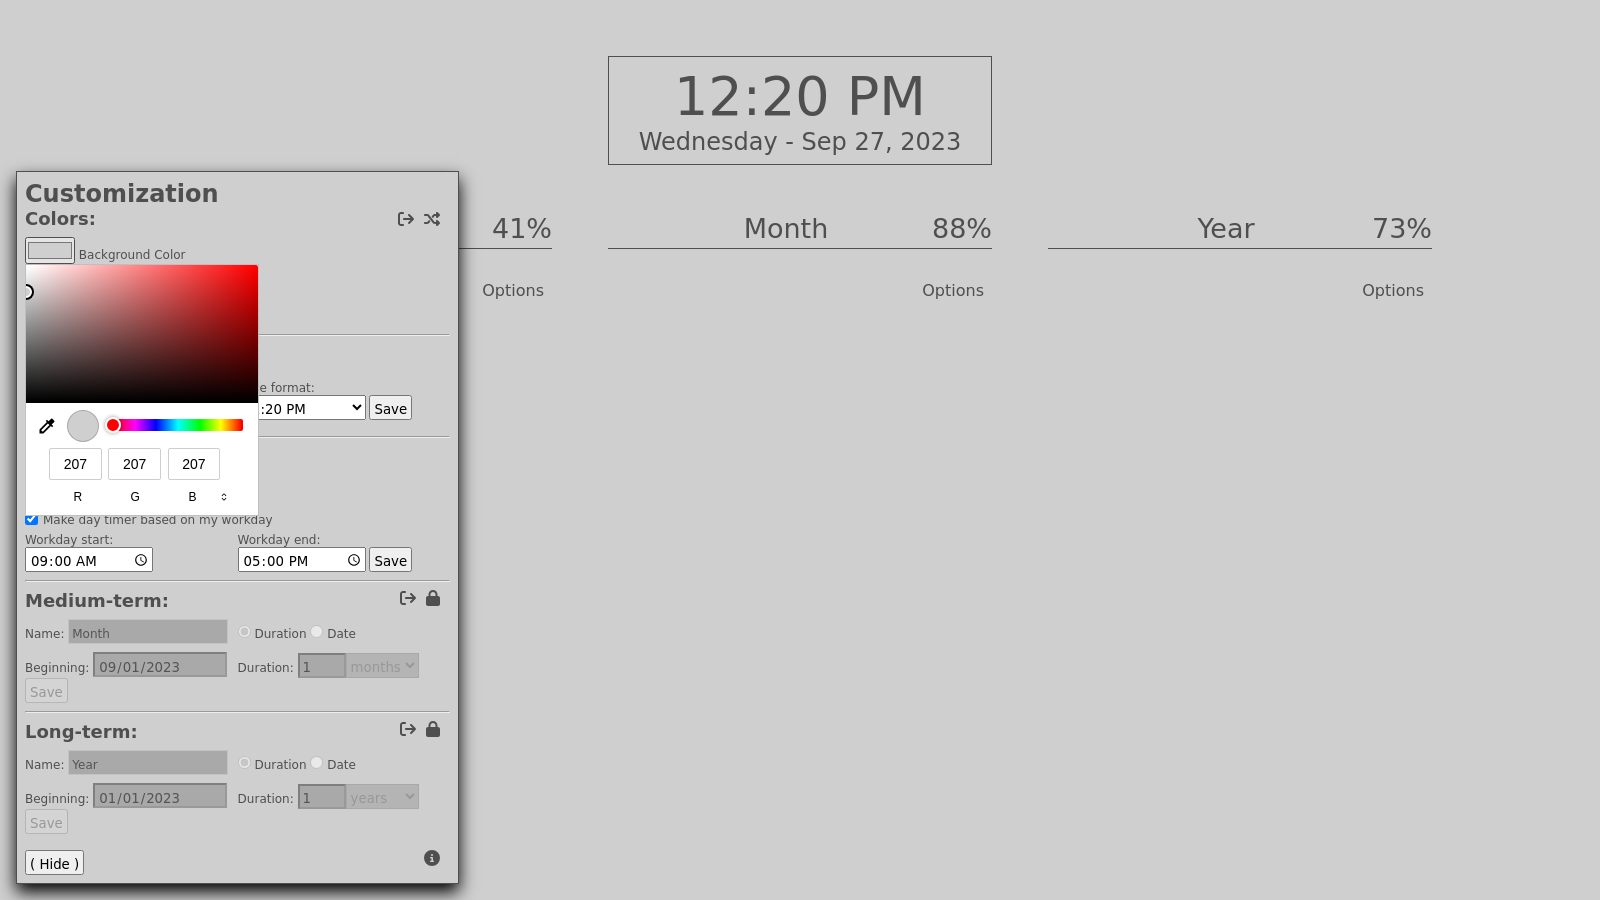 12:20 PM
Wednesday - Sep 27, 2023
Customization
Colors:
Background Color
41%
Month 88%
Year 73%
Options
Options
Options
e format:
:20 PM Save
207 207 207
R G B
Make day timer based on my workday
Workday start: Workday end:
09:00 AM 05:00 PM Save
Medium-term:
Name: Month Duration Date
Beginning: 09/01/2023 Duration: 1 months
Save
Long-term:
Name: Year Duration Date
Beginning: 01/01/2023 Duration: 1 years
Save
( Hide )